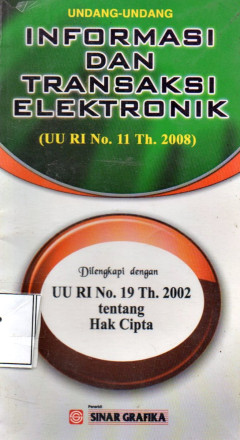 UNDANG-UNDANG
INFORMASI
DAN
TRANSAKSI
ELEKTRONIK
(UU RI No. 11 Th. 2008)
Dilengkapi dengan
UU RI No. 19 Th. 2002
tentang
Hak Cipta
Penerbit
SINAR GRAFIKA